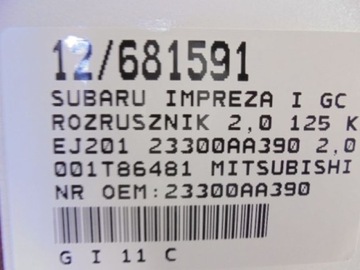 12/681591
SUBARU IMPREZA I GC
ROZRUSZNIK 2,0 125 K
EJ201 23300AA390 2,0
001T86481 MITSUBISHI
NR OEM:23300AA390
G I 11 C